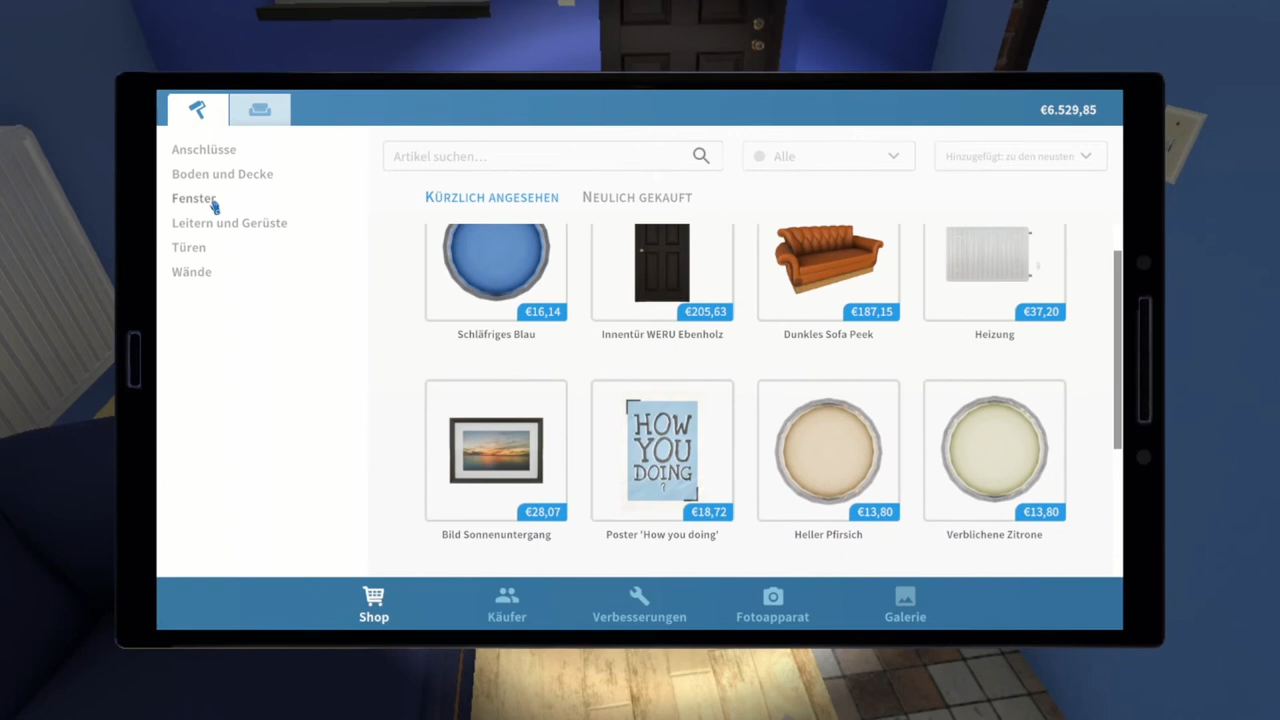 €6.529,85
Anschlüsse
Boden und Decke
Fenster
Leitern und Gerüste
Türen
Wände
Artikel suchen...
Alle
Hinzugefügt: zu den neusten
KÜRZLICH ANGESEHEN
NEULICH GEKAUFT
€16,14
€205,63
€187,15
€37,20
Schläfriges Blau
Innentür WERU Ebenholz
Dunkles Sofa Peek
Heizung
HOW
YOU
DOING
?
€28,07
€18,72
€13,80
€13,80
Bild Sonnenuntergang
Poster 'How you doing'
Heller Pfirsich
Verblichene Zitrone
Shop
Käufer
Verbesserungen
Fotoapparat
Galerie